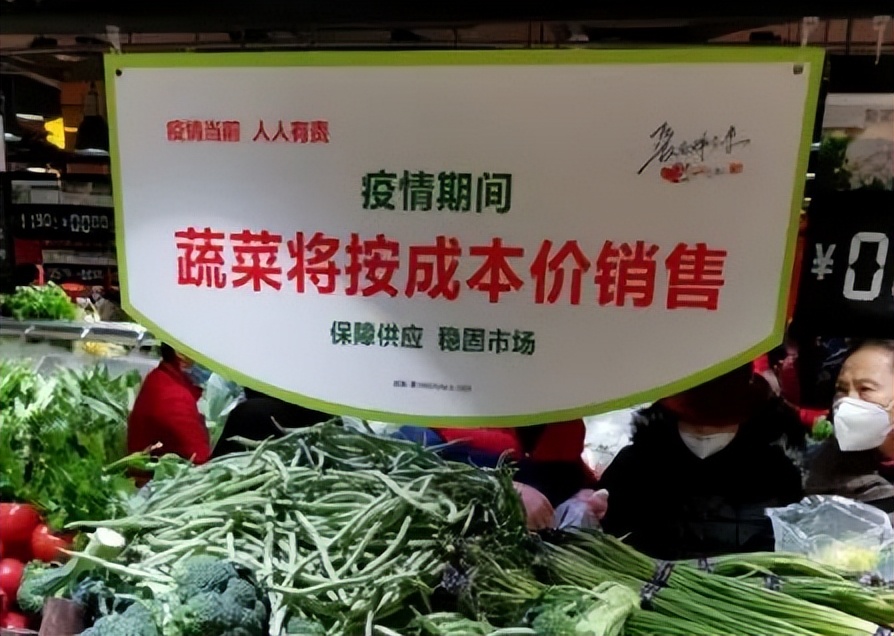 疫情当前 人人有责
疫情期间
蔬菜将按成本价销售
保障供应 稳固市场
¥0